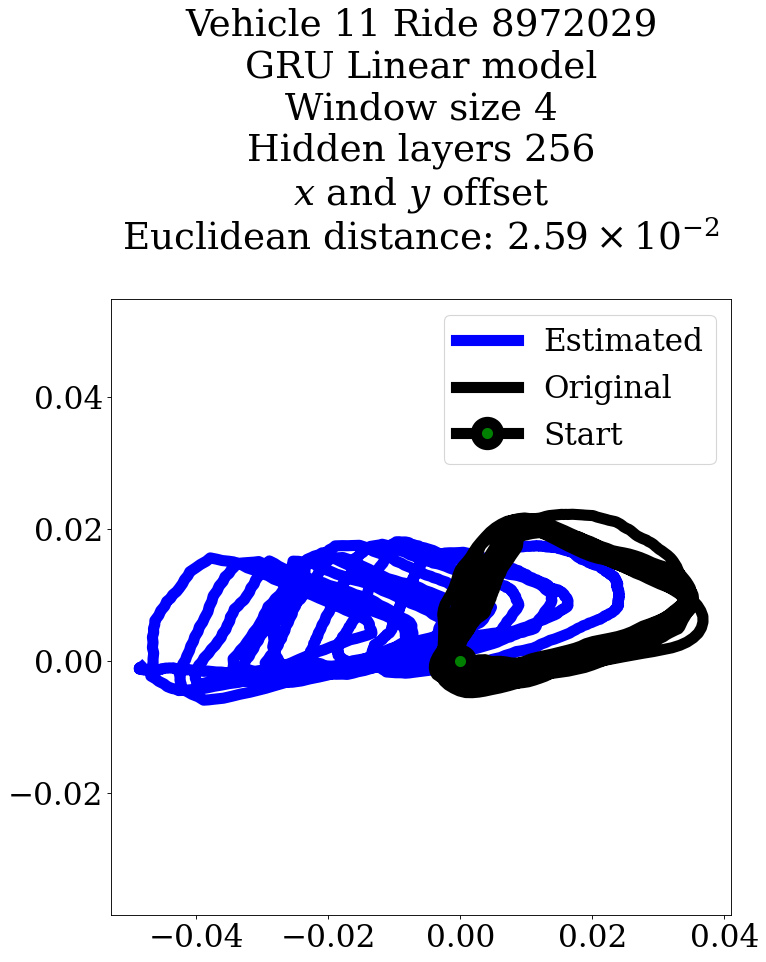 Vehicle 11 Ride 8972029
GRU Linear model
Window size 4
Hidden layers 256
x and y offset
Euclidean distance: 2.59 × 10⁻²
Estimated
Original
Start
0.04
0.02
0.00
−0.02
−0.04
−0.02
0.00
0.02
0.04